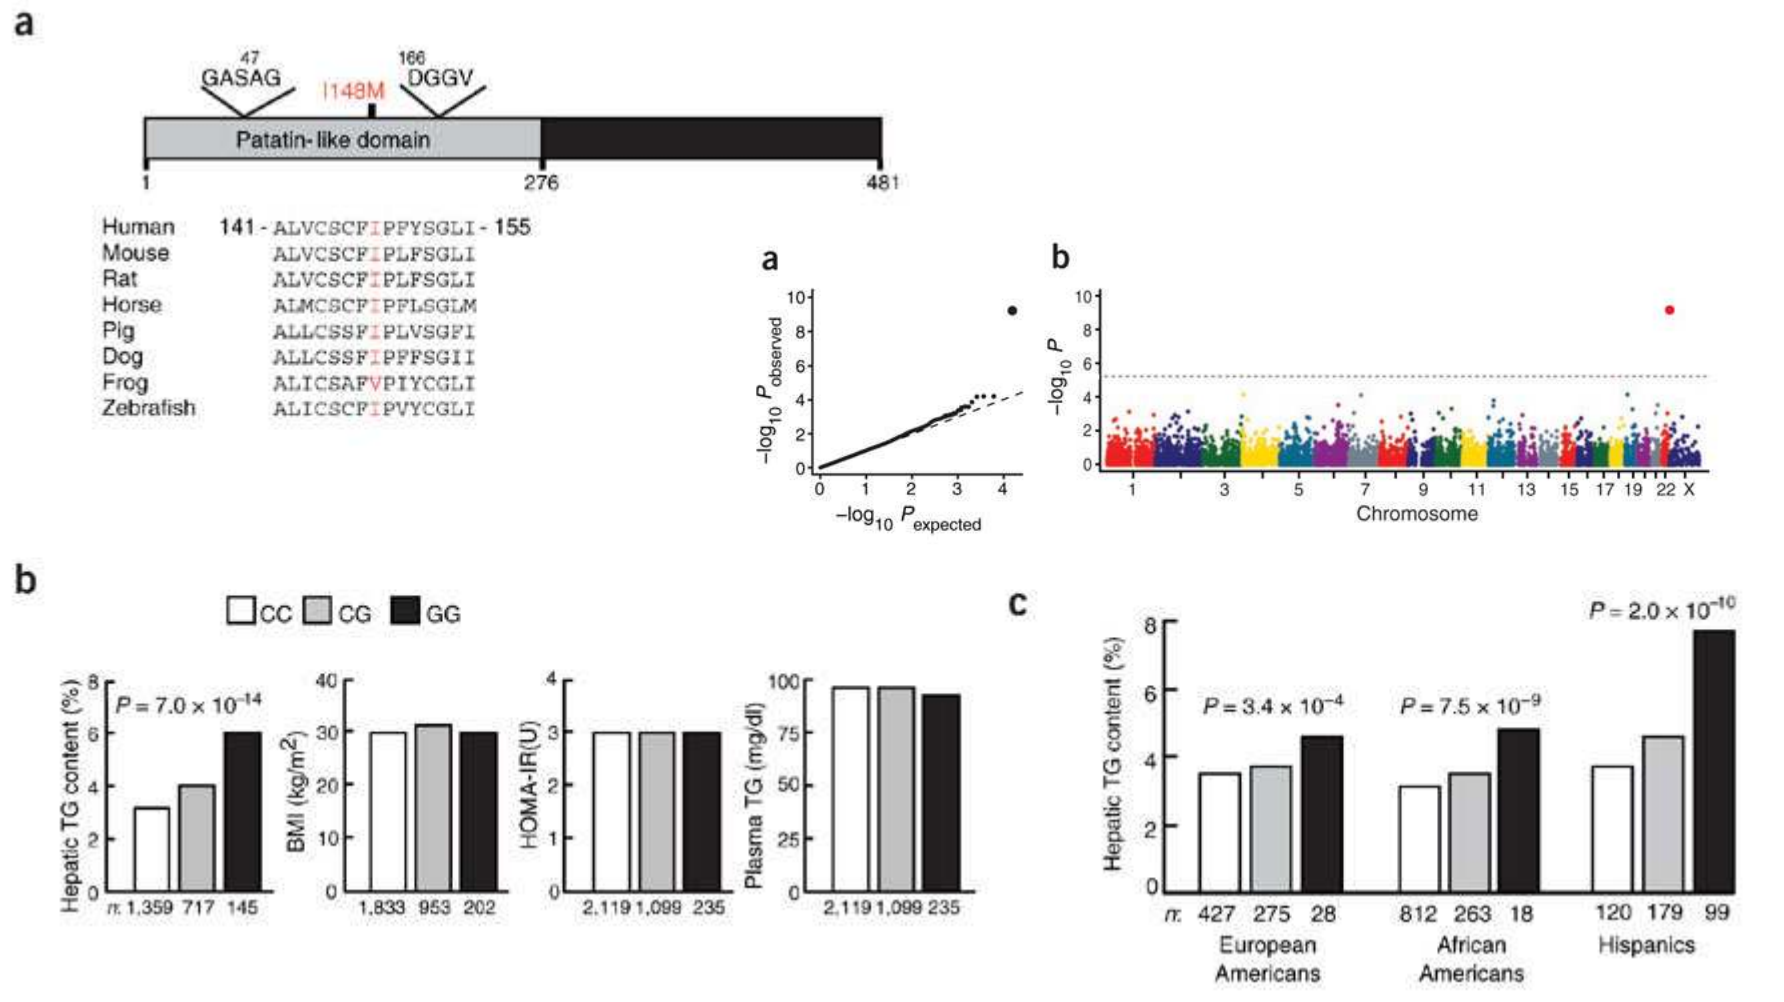 a
47
GASAG
I148M
166
DGGV
Patatin-like domain
1
276
481
Human 141 - ALVCSCFIPFYSGLI - 155
Mouse ALVCSCFIPLFSGLI
Rat ALVCSCFIPLFSGLI
Horse ALMCSCFIPFLSGLM
Pig ALLCSSFIPLVSGFI
Dog ALLCSSFIPFFSGII
Frog ALICSAFVPIYCGLI
Zebrafish ALICSCFIPVYCGLI
a
−log10 Pobserved
10
8
6
4
2
0
0 1 2 3 4
−log10 Pexpected
b
−log10 P
10
8
6
4
2
0
1 3 5 7 9 11 13 15 17 19 22 X
Chromosome
b
CC CG GG
Hepatic TG content (%)
8
6
4
2
0
P = 7.0 × 10−14
n: 1,359 717 145
BMI (kg/m2)
40
30
20
10
0
1,833 953 202
HOMA-IR(U)
4
3
2
1
0
2,119 1,099 235
Plasma TG (mg/dl)
100
75
50
25
0
2,119 1,099 235
c
Hepatic TG content (%)
8
6
4
2
0
P = 3.4 × 10−4
P = 7.5 × 10−9
P = 2.0 × 10−10
n: 427 275 28 812 263 18 120 179 99
European Americans
African Americans
Hispanics